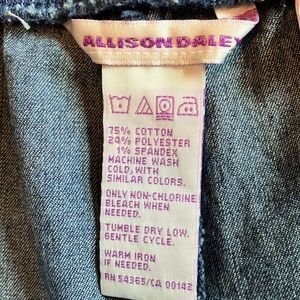 ALLISON DALEY
75% COTTON
24% POLYESTER
1% SPANDEX
MACHINE WASH
COLD, WITH
SIMILAR COLORS.
ONLY NON-CHLORINE
BLEACH WHEN
NEEDED.
TUMBLE DRY LOW.
GENTLE CYCLE.
WARM IRON
IF NEEDED.
RN 54365/CA 00142